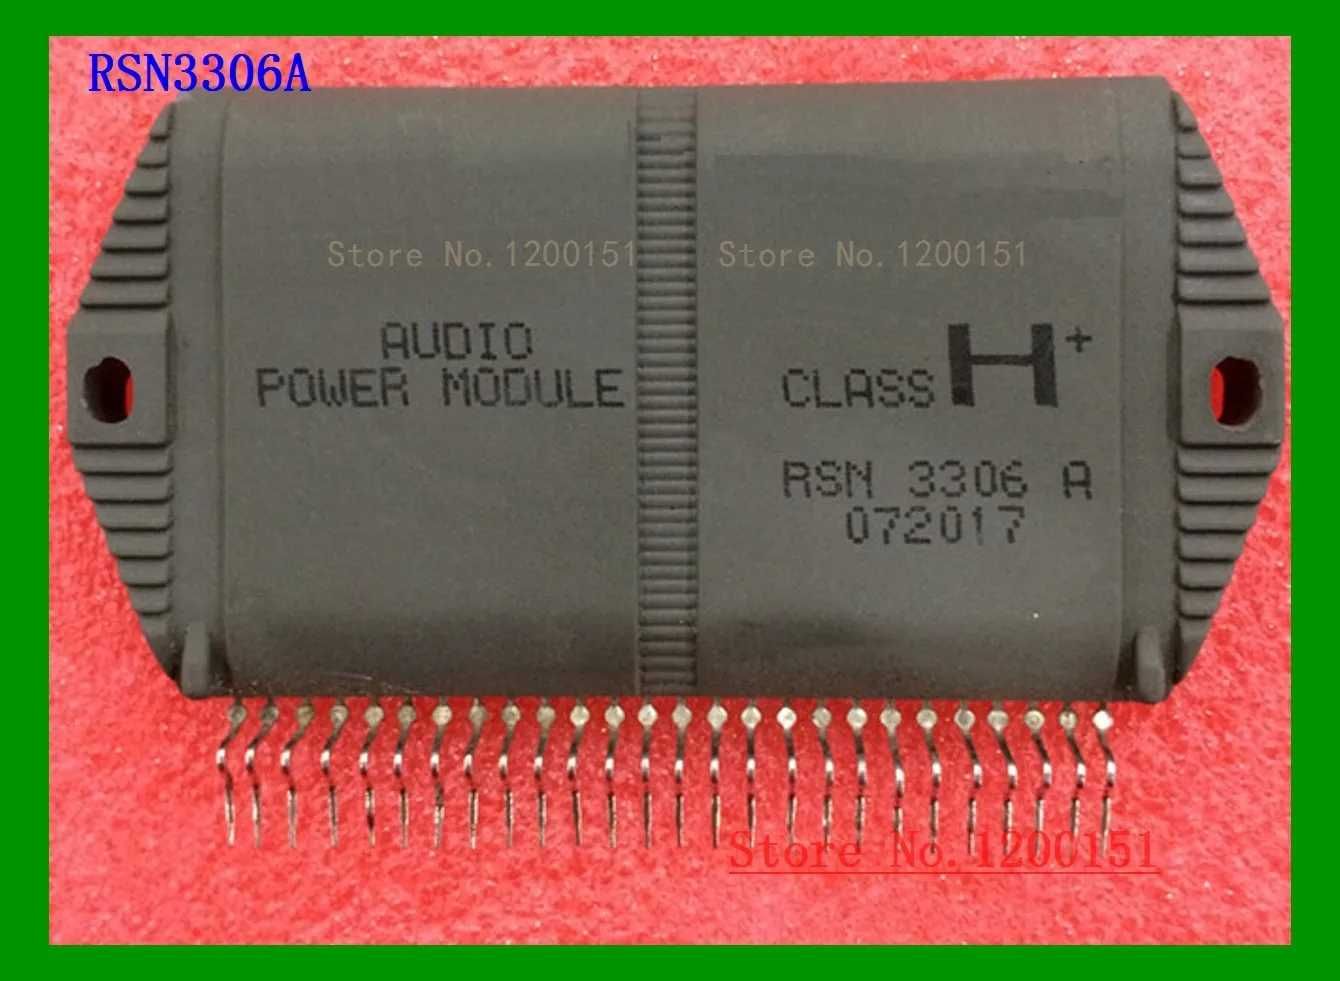 RSN3306A
Store No.1200151 Store No.1200151
AUDIO
POWER MODULE
CLASS H+
RSN 3306 A
072017
Store No.1200151